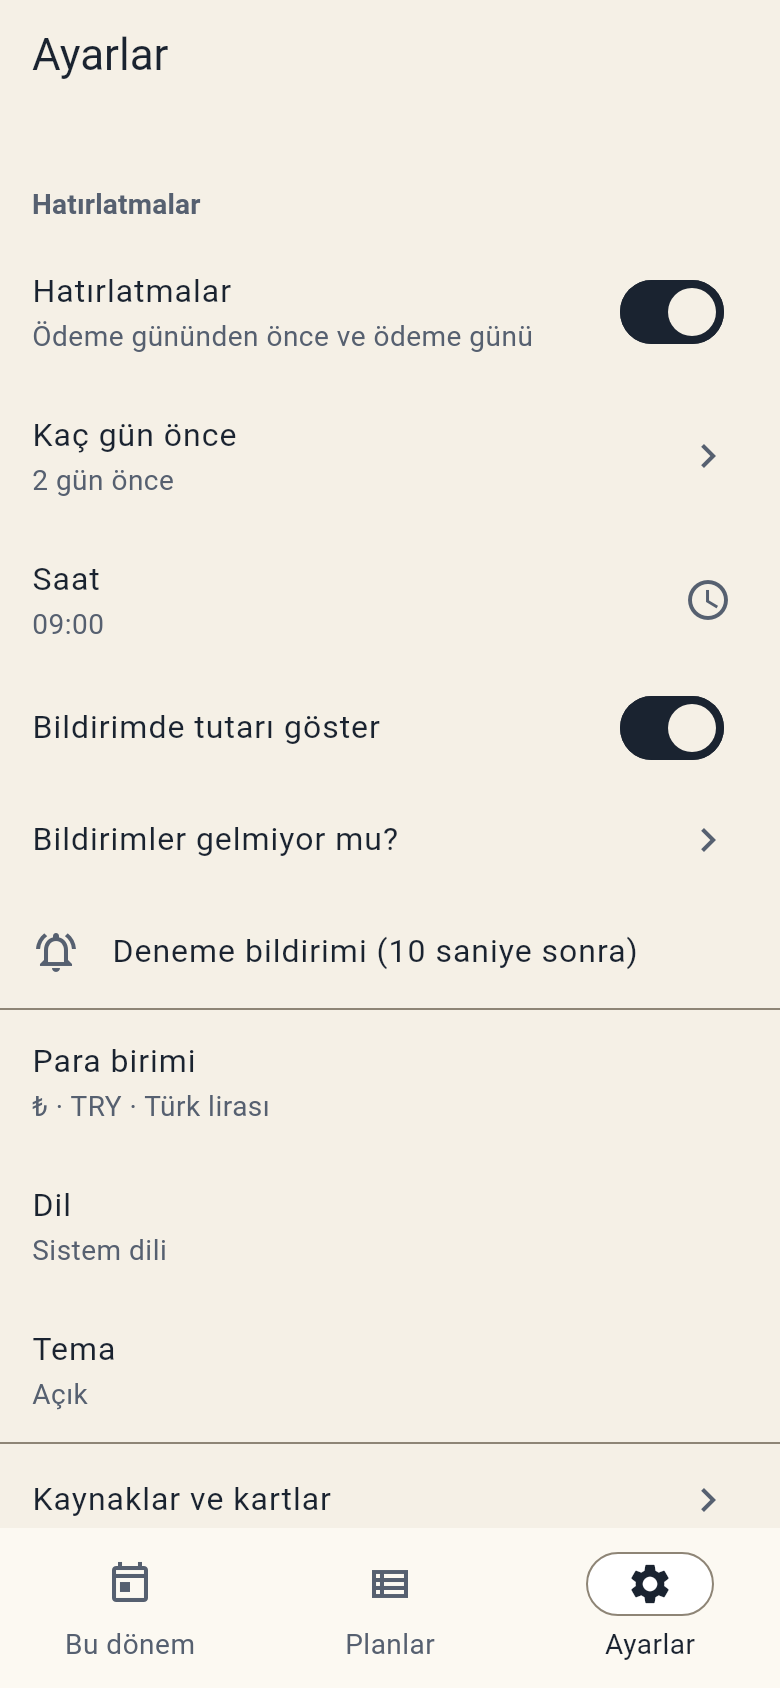 Ayarlar
Hatırlatmalar
Hatırlatmalar
Ödeme gününden önce ve ödeme günü
Kaç gün önce
2 gün önce
Saat
09:00
Bildirimde tutarı göster
Bildirimler gelmiyor mu?
Deneme bildirimi (10 saniye sonra)
Para birimi
₺ · TRY · Türk lirası
Dil
Sistem dili
Tema
Açık
Kaynaklar ve kartlar
Bu dönem
Planlar
Ayarlar